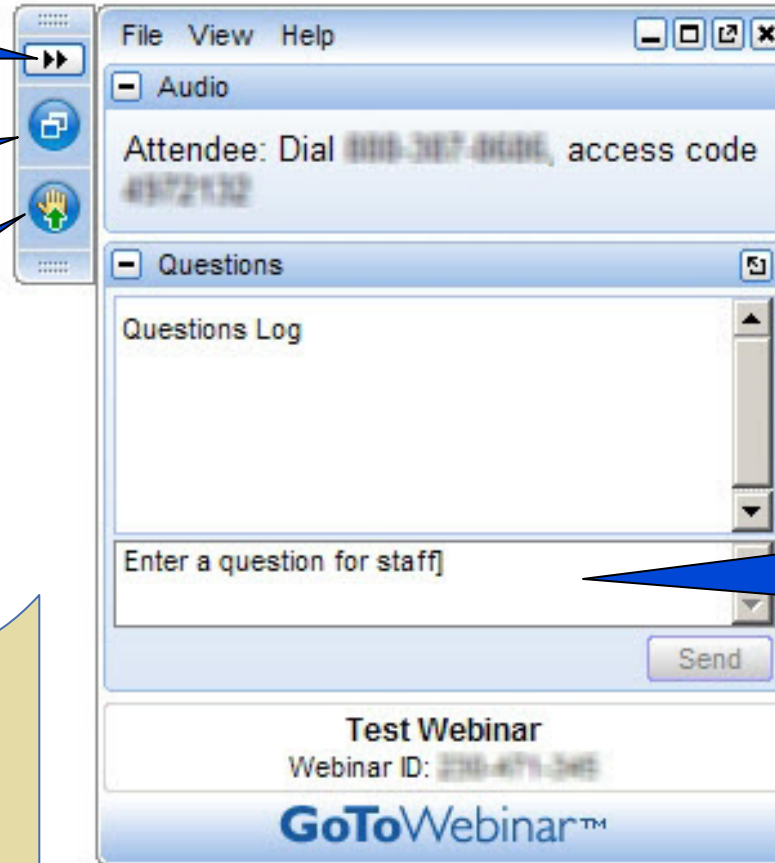 File View Help
Audio
Attendee: Dial , access code
Questions
Questions Log
Enter a question for staff]
Send
Test Webinar
Webinar ID:
GoToWebinar™